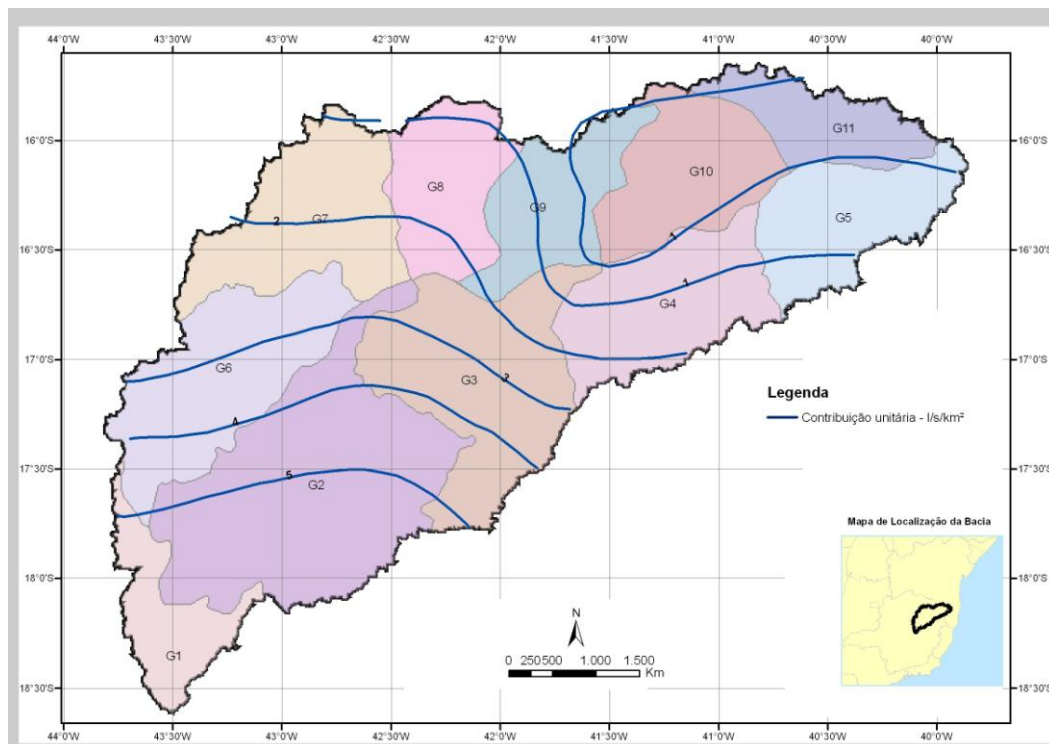 44°0'W 43°30'W 43°0'W 42°30'W 42°0'W 41°30'W 41°0'W 40°30'W 40°0'W
16°0'S 16°0'S
G11
G10
G8
G9
G7
2
G5
16°30'S 16°30'S
1
G4
17°0'S 17°0'S
G6
G3
3
Legenda
Contribuição unitária - l/s/km²
4
17°30'S 17°30'S
5
G2
Mapa de Localização da Bacia
18°0'S 18°0'S
N
G1
0 250 500 1.000 1.500
Km
18°30'S 18°30'S
44°0'W 43°30'W 43°0'W 42°30'W 42°0'W 41°30'W 41°0'W 40°30'W 40°0'W